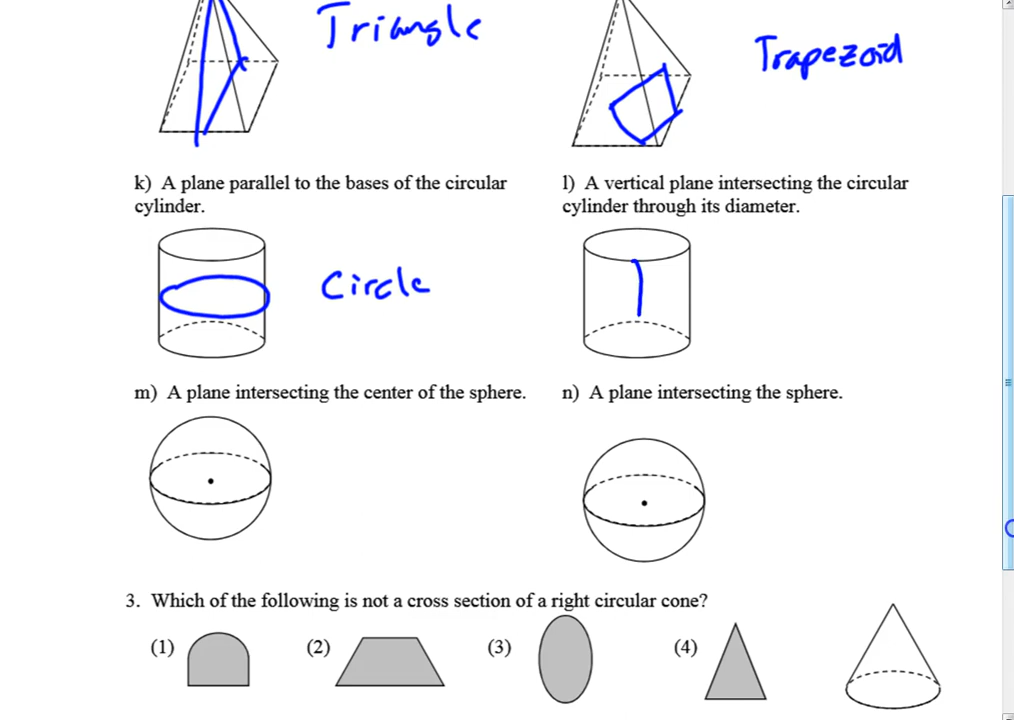 Triangle
Trapezoid
k) A plane parallel to the bases of the circular
cylinder.
l) A vertical plane intersecting the circular
cylinder through its diameter.
Circle
m) A plane intersecting the center of the sphere.
n) A plane intersecting the sphere.
3. Which of the following is not a cross section of a right circular cone?
(1) (2) (3) (4)